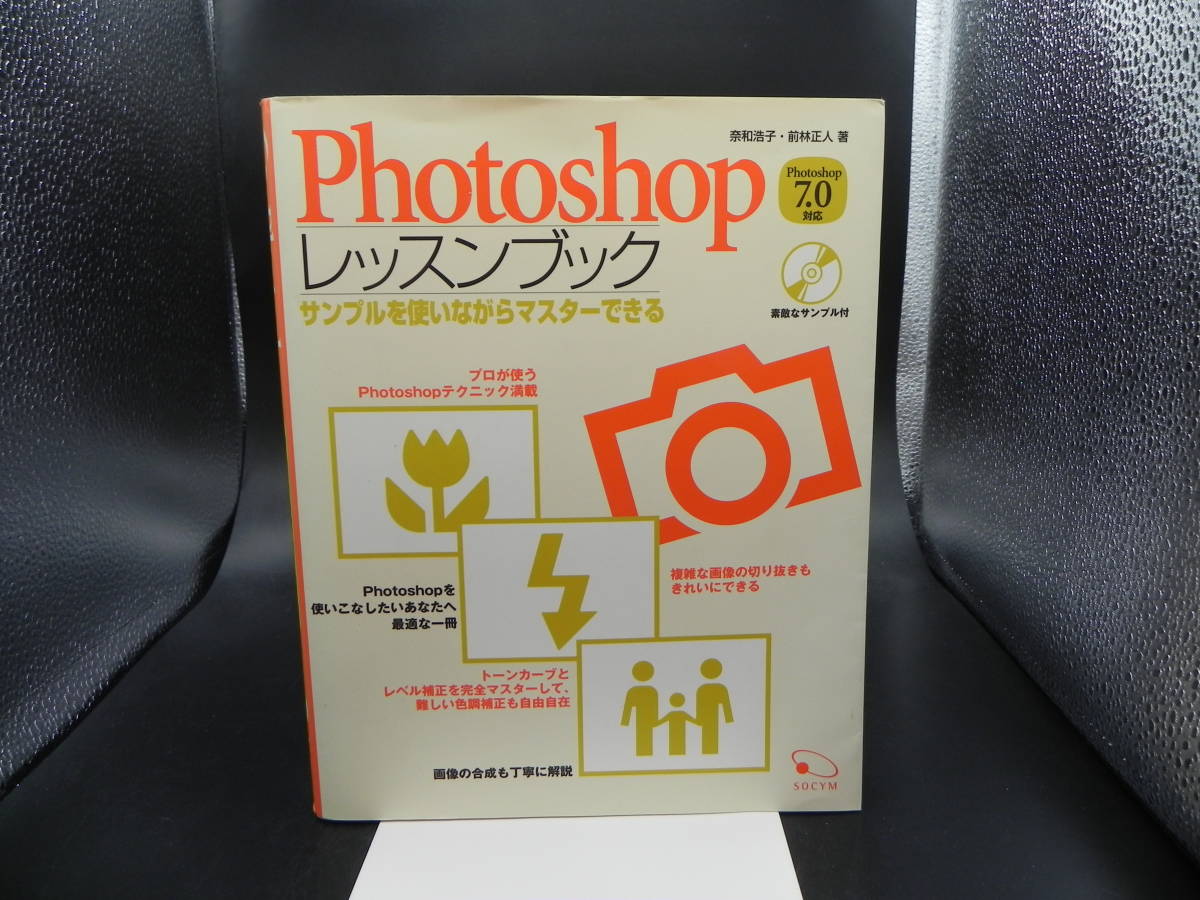 奈和浩子・前林正人 著
Photoshop
Photoshop
7.0
対応
レッスンブック
サンプルを使いながらマスターできる
素敵なサンプル付
プロが使う
Photoshopテクニック満載
複雑な画像の切り抜きも
きれいにできる
Photoshopを
使いこなしたいあなたへ
最適な一冊
トーンカーブと
レベル補正を完全マスターして、
難しい色調補正も自由自在
画像の合成も丁寧に解説
SOCYM